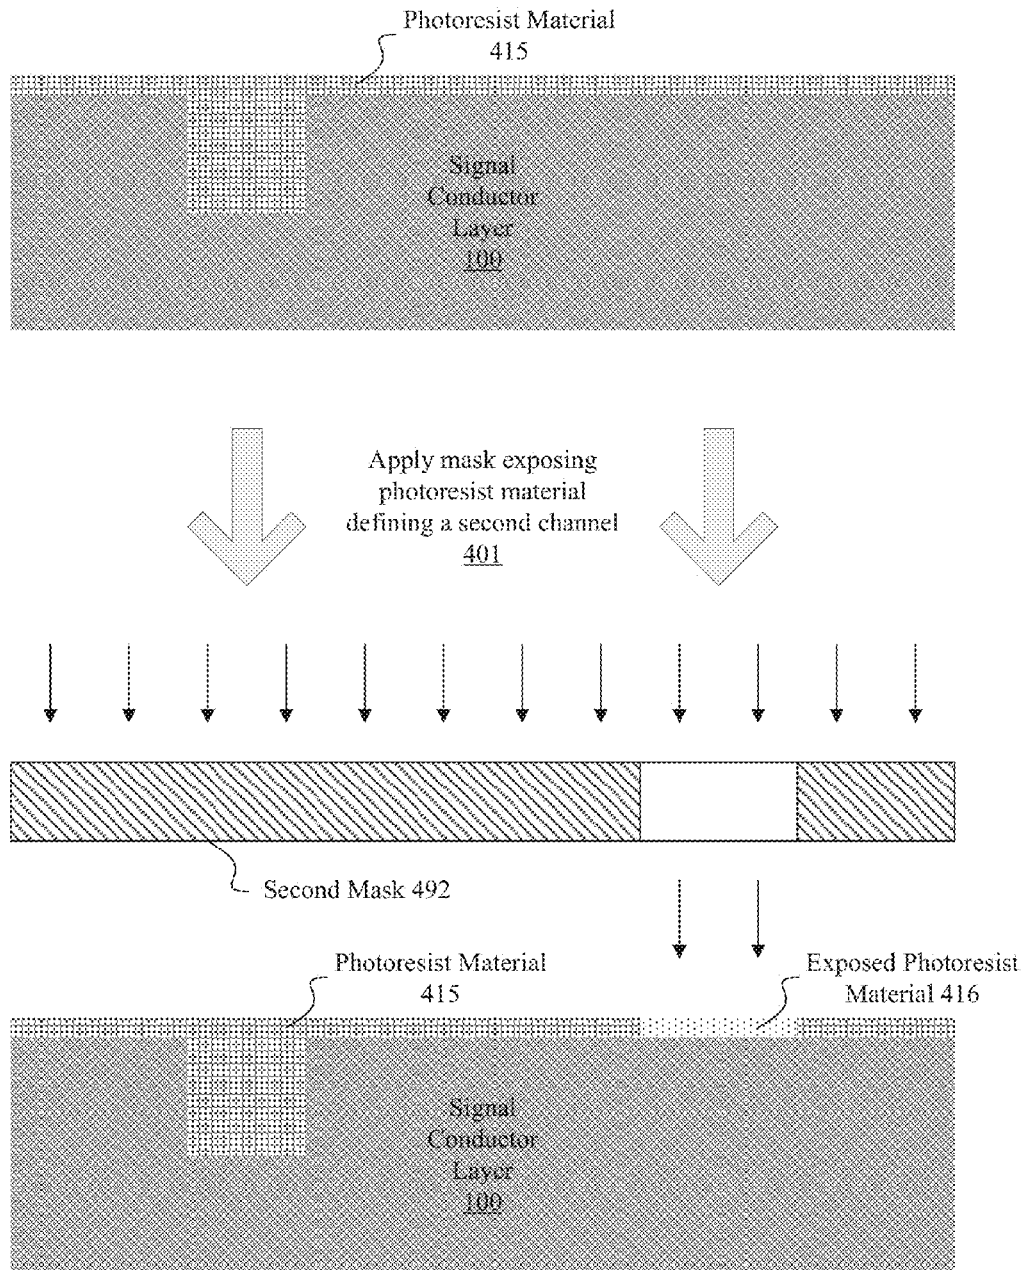 Photoresist Material
415
Signal
Conductor
Layer
100
Apply mask exposing
photoresist material
defining a second channel
401
Second Mask 492
Photoresist Material
415
Exposed Photoresist
Material 416
Signal
Conductor
Layer
100